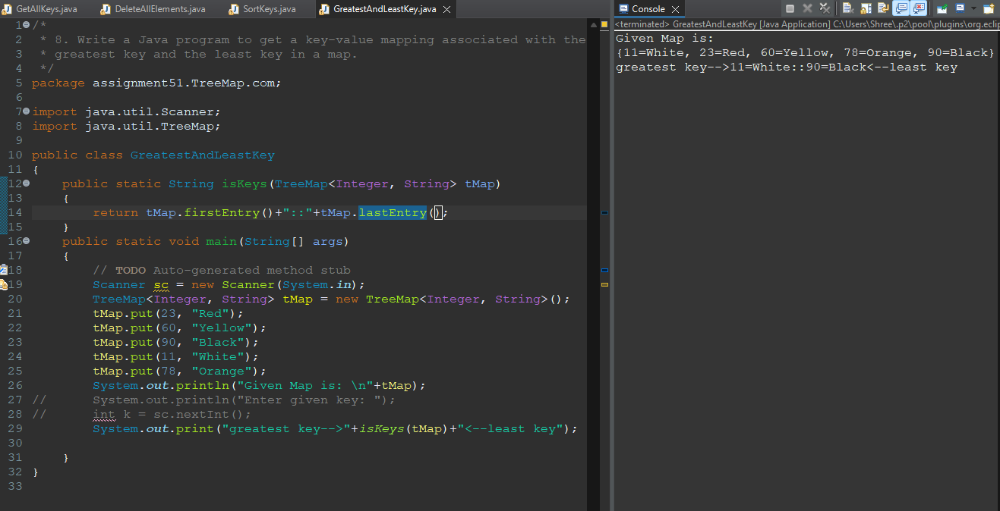 GetAllKeys.java DeleteAllElements.java SortKeys.java GreatestAndLeastKey.java
1 /*
2 * 8. Write a Java program to get a key-value mapping associated with the
3 * greatest key and the least key in a map.
4 */
5 package assignment51.TreeMap.com;
6
7 import java.util.Scanner;
8 import java.util.TreeMap;
9
10 public class GreatestAndLeastKey
11 {
12 public static String isKeys(TreeMap<Integer, String> tMap)
13 {
14 return tMap.firstEntry()+"::"+tMap.lastEntry();
15 }
16 public static void main(String[] args)
17 {
18 // TODO Auto-generated method stub
19 Scanner sc = new Scanner(System.in);
20 TreeMap<Integer, String> tMap = new TreeMap<Integer, String>();
21 tMap.put(23, "Red");
22 tMap.put(60, "Yellow");
23 tMap.put(90, "Black");
24 tMap.put(11, "White");
25 tMap.put(78, "Orange");
26 System.out.println("Given Map is: \n"+tMap);
27 // System.out.println("Enter given key: ");
28 // int k = sc.nextInt();
29 System.out.print("greatest key-->"+isKeys(tMap)+"<--least key");
30
31 }
32 }
33
Console
<terminated> GreatestAndLeastKey [Java Application] C:\Users\Shree\.p2\pool\plugins\org.eclip
Given Map is:
{11=White, 23=Red, 60=Yellow, 78=Orange, 90=Black}
greatest key-->11=White::90=Black<--least key